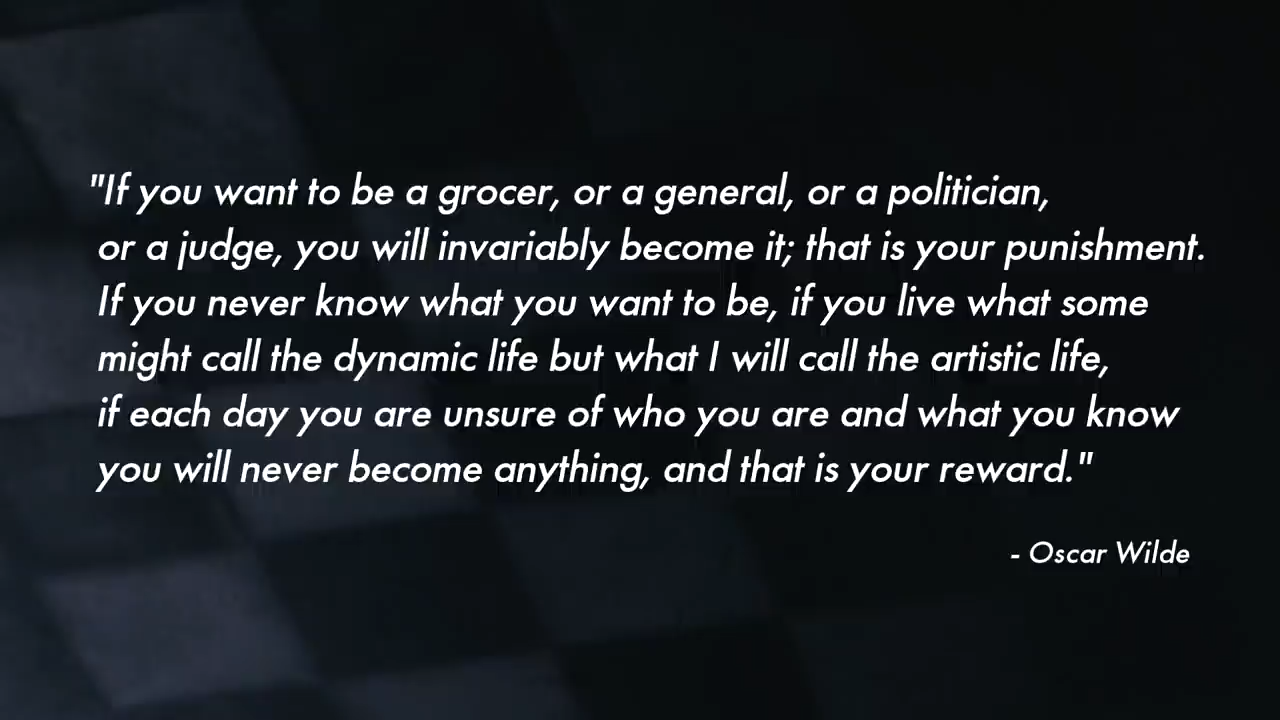 "If you want to be a grocer, or a general, or a politician,
or a judge, you will invariably become it; that is your punishment.
If you never know what you want to be, if you live what some
might call the dynamic life but what I will call the artistic life,
if each day you are unsure of who you are and what you know
you will never become anything, and that is your reward."
- Oscar Wilde